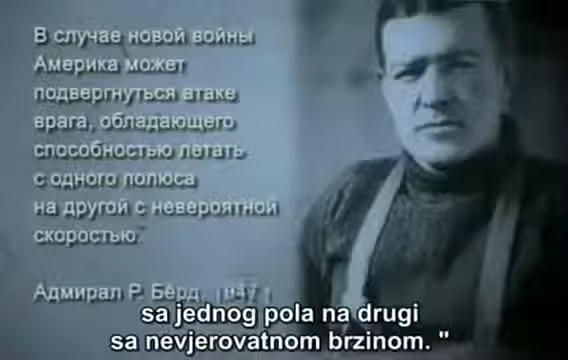 В случае новой войны
Америка может
подвергнуться атаке
врага, обладающего
способностью летать
с одного полюса
на другой с невероятной
скоростью."
Адмирал Р. Бёрд,
sa jednog pola na drugi
sa nevjerovatnom brzinom. "